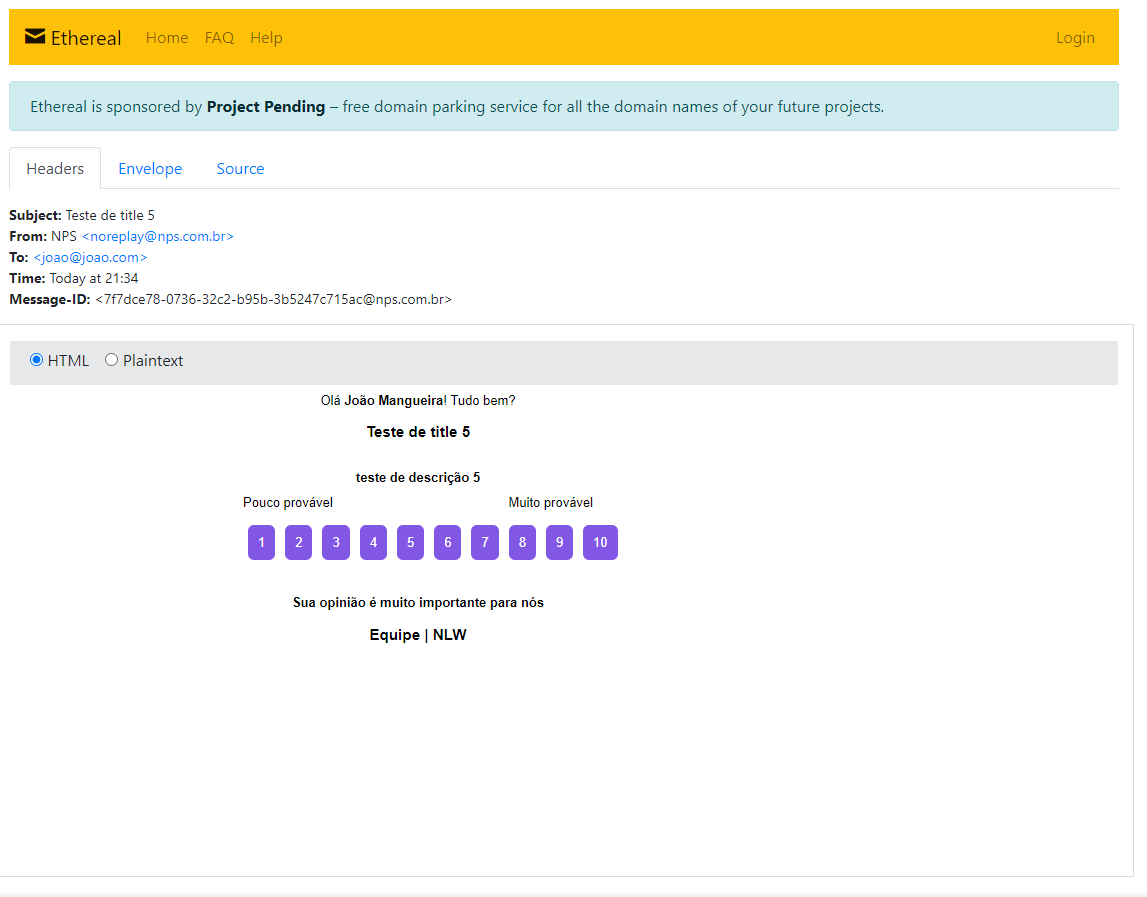 Ethereal Home FAQ Help Login
Ethereal is sponsored by Project Pending – free domain parking service for all the domain names of your future projects.
Headers Envelope Source
Subject: Teste de title 5
From: NPS <noreplay@nps.com.br>
To: <joao@joao.com>
Time: Today at 21:34
Message-ID: <7f7dce78-0736-32c2-b95b-3b5247c715ac@nps.com.br>
HTML Plaintext
Olá João Mangueira! Tudo bem?
Teste de title 5
teste de descrição 5
Pouco provável Muito provável
1 2 3 4 5 6 7 8 9 10
Sua opinião é muito importante para nós
Equipe | NLW